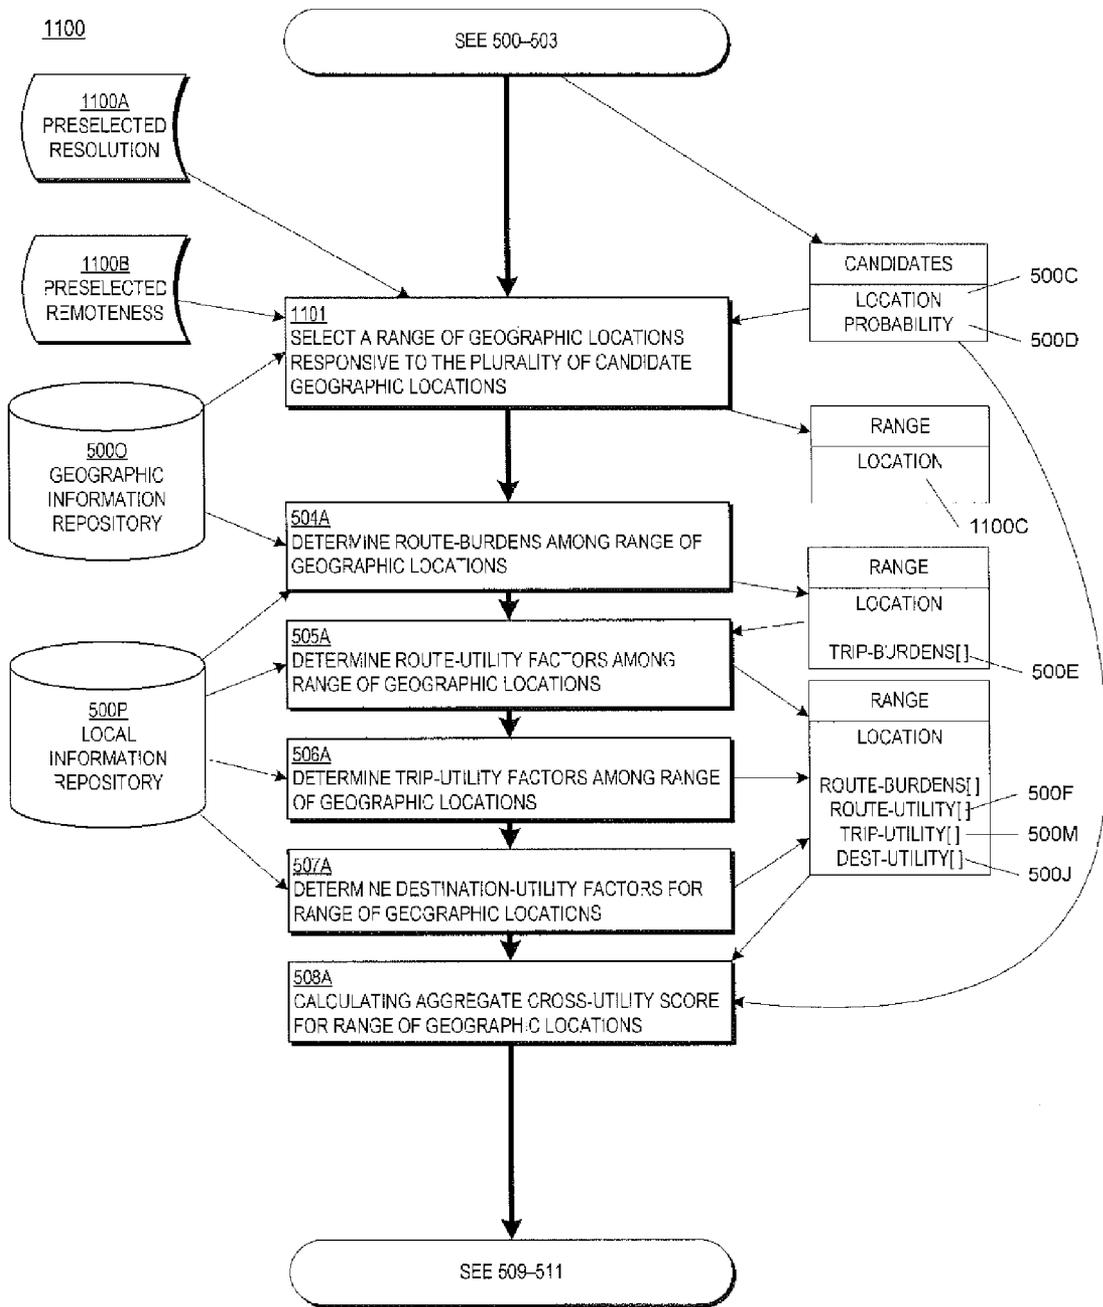 1100
SEE 500–503
1100A
PRESELECTED
RESOLUTION
1100B
PRESELECTED
REMOTENESS
CANDIDATES
LOCATION
PROBABILITY
500C
500D
1101
SELECT A RANGE OF GEOGRAPHIC LOCATIONS
RESPONSIVE TO THE PLURALITY OF CANDIDATE
GEOGRAPHIC LOCATIONS
500O
GEOGRAPHIC
INFORMATION
REPOSITORY
RANGE
LOCATION
1100C
504A
DETERMINE ROUTE-BURDENS AMONG RANGE OF
GEOGRAPHIC LOCATIONS
RANGE
LOCATION
TRIP-BURDENS[ ]
500E
505A
DETERMINE ROUTE-UTILITY FACTORS AMONG
RANGE OF GEOGRAPHIC LOCATIONS
500P
LOCAL
INFORMATION
REPOSITORY
RANGE
LOCATION
ROUTE-BURDENS[ ]
ROUTE-UTILITY[ ]
TRIP-UTILITY[ ]
DEST-UTILITY[ ]
500F
500M
500J
506A
DETERMINE TRIP-UTILITY FACTORS AMONG RANGE
OF GEOGRAPHIC LOCATIONS
507A
DETERMINE DESTINATION-UTILITY FACTORS FOR
RANGE OF GEOGRAPHIC LOCATIONS
508A
CALCULATING AGGREGATE CROSS-UTILITY SCORE
FOR RANGE OF GEOGRAPHIC LOCATIONS
SEE 509–511